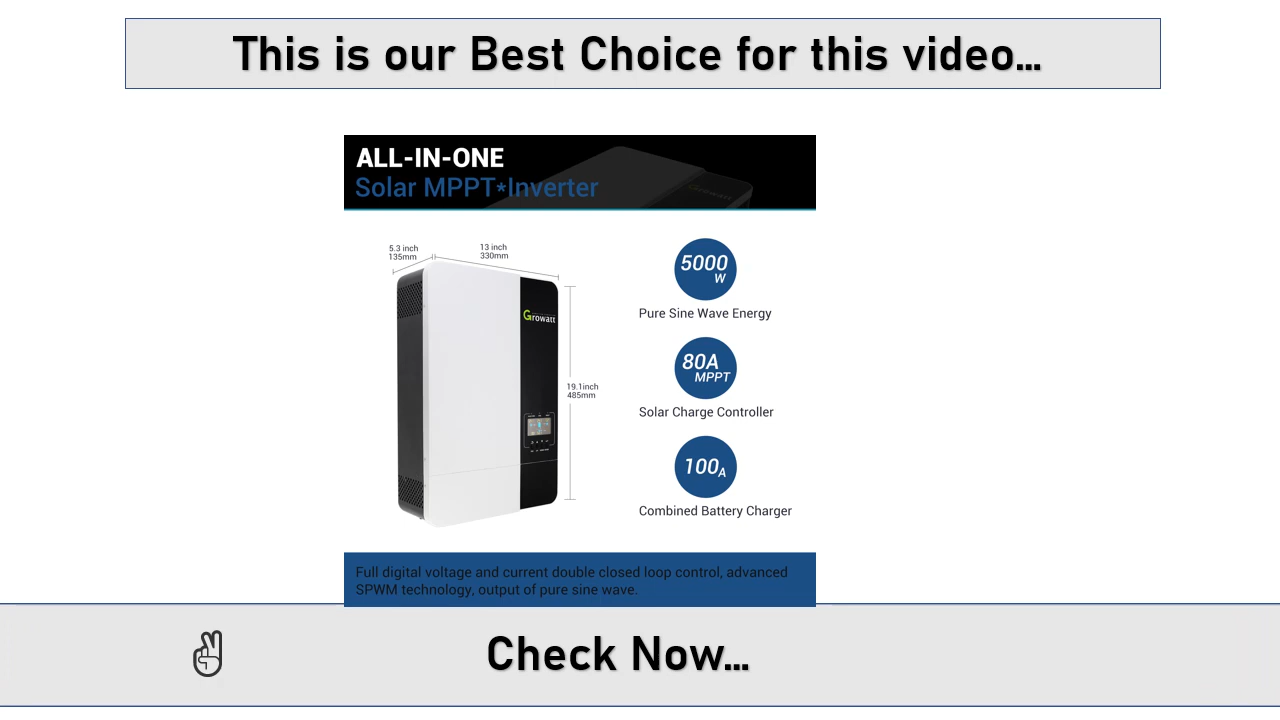 This is our Best Choice for this video...
ALL-IN-ONE
Solar MPPT*Inverter
5.3 inch
135mm
13 inch
330mm
Growatt
19.1inch
485mm
5000
W
Pure Sine Wave Energy
80A
MPPT
Solar Charge Controller
100A
Combined Battery Charger
Full digital voltage and current double closed loop control, advanced
SPWM technology, output of pure sine wave.
Check Now...